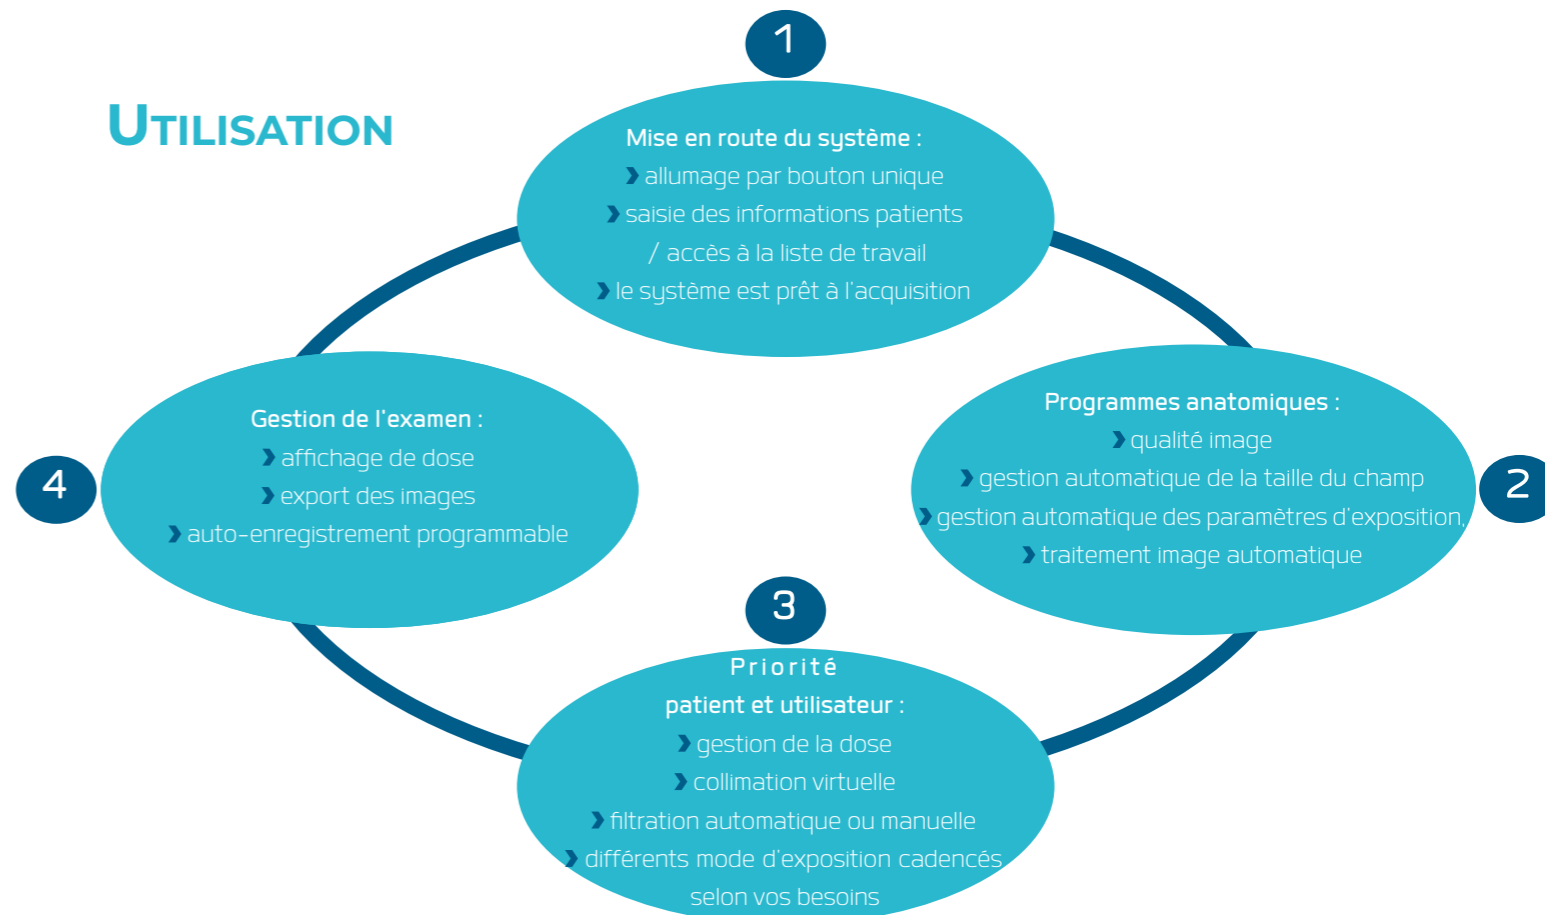 UTILISATION
1
Mise en route du système :
❯ allumage par bouton unique
❯ saisie des informations patients
/ accès à la liste de travail
❯ le système est prêt à l'acquisition
2
Programmes anatomiques :
❯ qualité image
❯ gestion automatique de la taille du champ
❯ gestion automatique des paramètres d'exposition,
❯ traitement image automatique
3
Priorité
patient et utilisateur :
❯ gestion de la dose
❯ collimation virtuelle
❯ filtration automatique ou manuelle
❯ différents mode d'exposition cadencés
selon vos besoins
4
Gestion de l'examen :
❯ affichage de dose
❯ export des images
❯ auto-enregistrement programmable